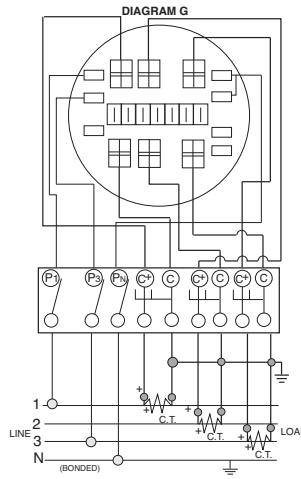 DIAGRAM G
P1 P3 PN C+ C C+ C C+ C
+
1 + C.T.
2
LINE + C.T. LOA
3 + C.T.
N
(BONDED)